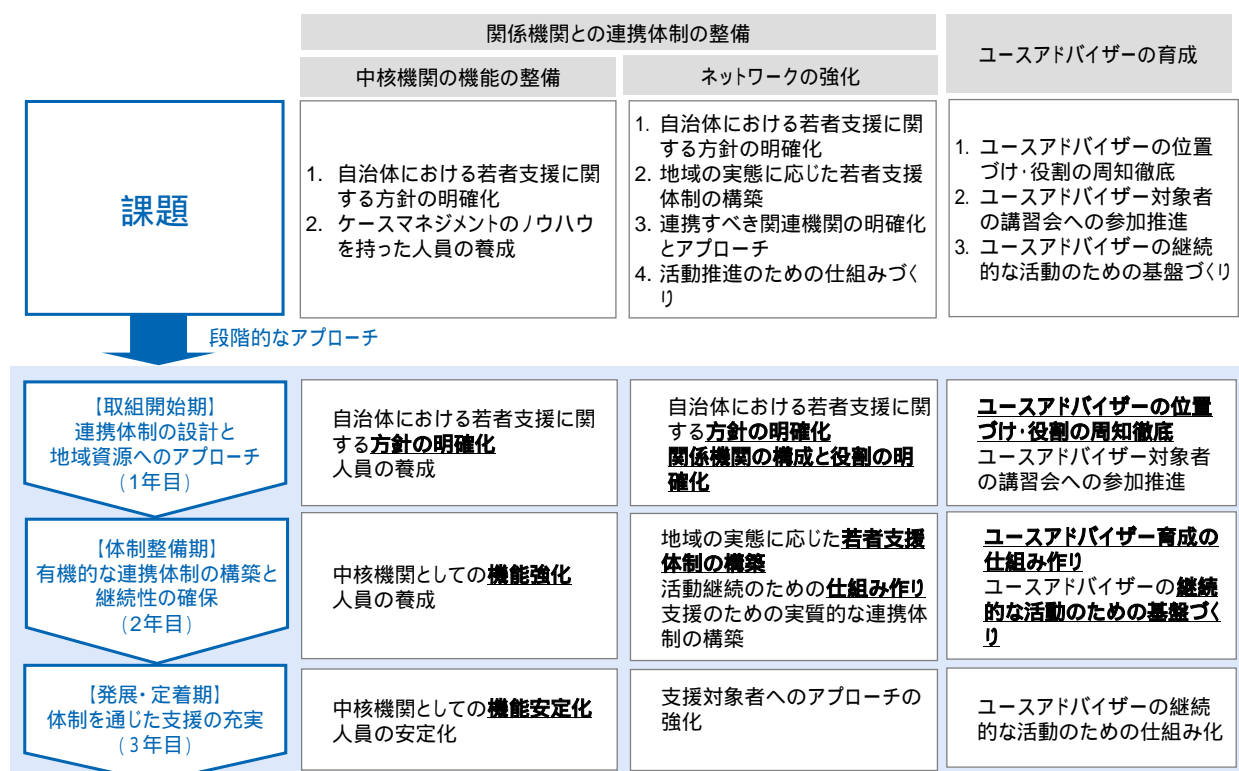 関係機関との連携体制の整備
ユースアドバイザーの育成
中核機関の機能の整備
ネットワークの強化
課題
1. 自治体における若者支援に関
する方針の明確化
2. ケースマネジメントのノウハウ
を持った人員の養成
1. 自治体における若者支援に関
する方針の明確化
2. 地域の実態に応じた若者支援
体制の構築
3. 連携すべき関連機関の明確化
とアプローチ
4. 活動推進のための仕組みづく
り
1. ユースアドバイザーの位置
づけ・役割の周知徹底
2. ユースアドバイザー対象者
の講習会への参加推進
3. ユースアドバイザーの継続
的な活動のための基盤づくり
段階的なアプローチ
【取組開始期】
連携体制の設計と
地域資源へのアプローチ
(1年目)
自治体における若者支援に関
する方針の明確化
人員の養成
自治体における若者支援に関
する方針の明確化
関係機関の構成と役割の明
確化
ユースアドバイザーの位置
づけ・役割の周知徹底
ユースアドバイザー対象者
の講習会への参加推進
【体制整備期】
有機的な連携体制の構築と
継続性の確保
(2年目)
中核機関としての機能強化
人員の養成
地域の実態に応じた若者支援
体制の構築
活動継続のための仕組み作り
支援のための実質的な連携体
制の構築
ユースアドバイザー育成の
仕組み作り
ユースアドバイザーの継続
的な活動のための基盤づく
り
【発展・定着期】
体制を通じた支援の充実
(3年目)
中核機関としての機能安定化
人員の安定化
支援対象者へのアプローチの
強化
ユースアドバイザーの継続
的な活動のための仕組み化